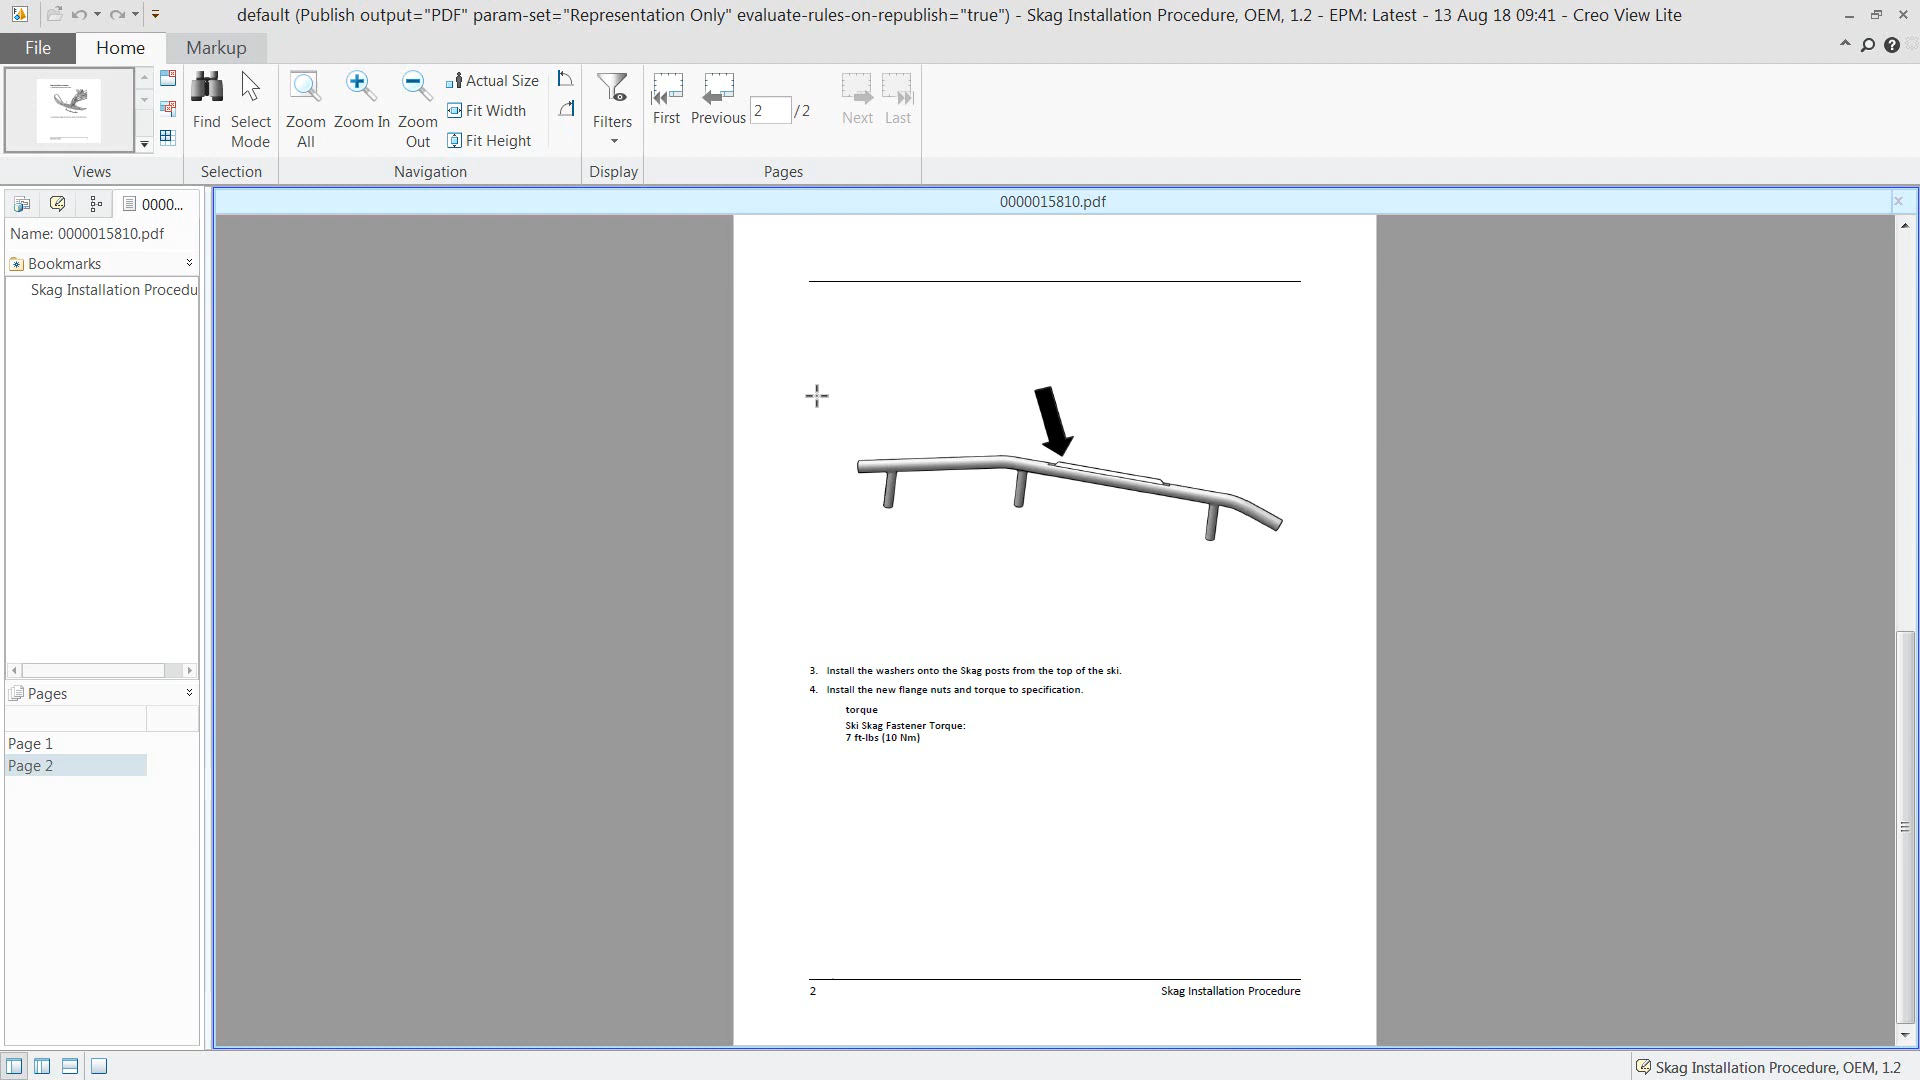 default (Publish output="PDF" param-set="Representation Only" evaluate-rules-on-republish="true") - Skag Installation Procedure, OEM, 1.2 - EPM: Latest - 13 Aug 18 09:41 - Creo View Lite
File Home Markup
Find
Select Mode
Zoom All
Zoom In
Zoom Out
Actual Size
Fit Width
Fit Height
Filters
First
Previous
2 / 2
Next
Last
Views Selection Navigation Display Pages
0000...
0000015810.pdf
Name: 0000015810.pdf
Bookmarks
Skag Installation Procedu
3. Install the washers onto the Skag posts from the top of the ski.
4. Install the new flange nuts and torque to specification.
torque
Ski Skag Fastener Torque:
7 ft-lbs (10 Nm)
2 Skag Installation Procedure
Pages
Page 1
Page 2
Skag Installation Procedure, OEM, 1.2